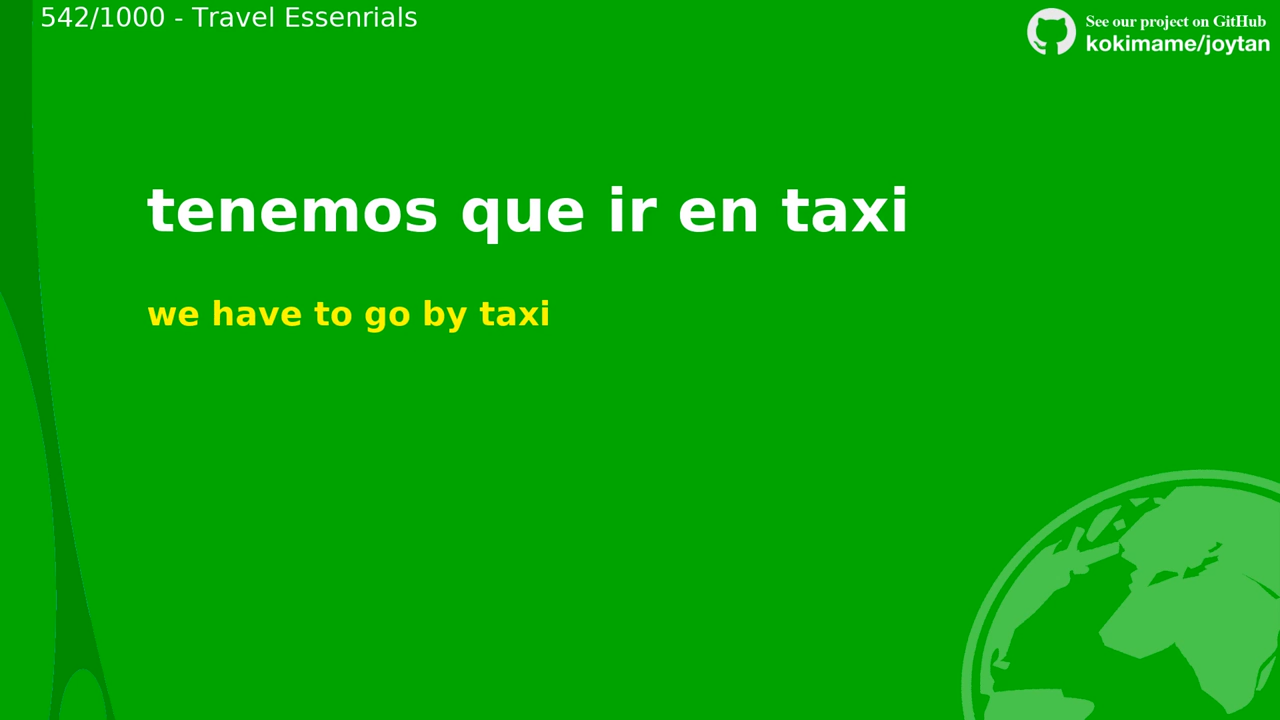 542/1000 - Travel Essenrials
See our project on GitHub
kokimame/joytan
tenemos que ir en taxi
we have to go by taxi